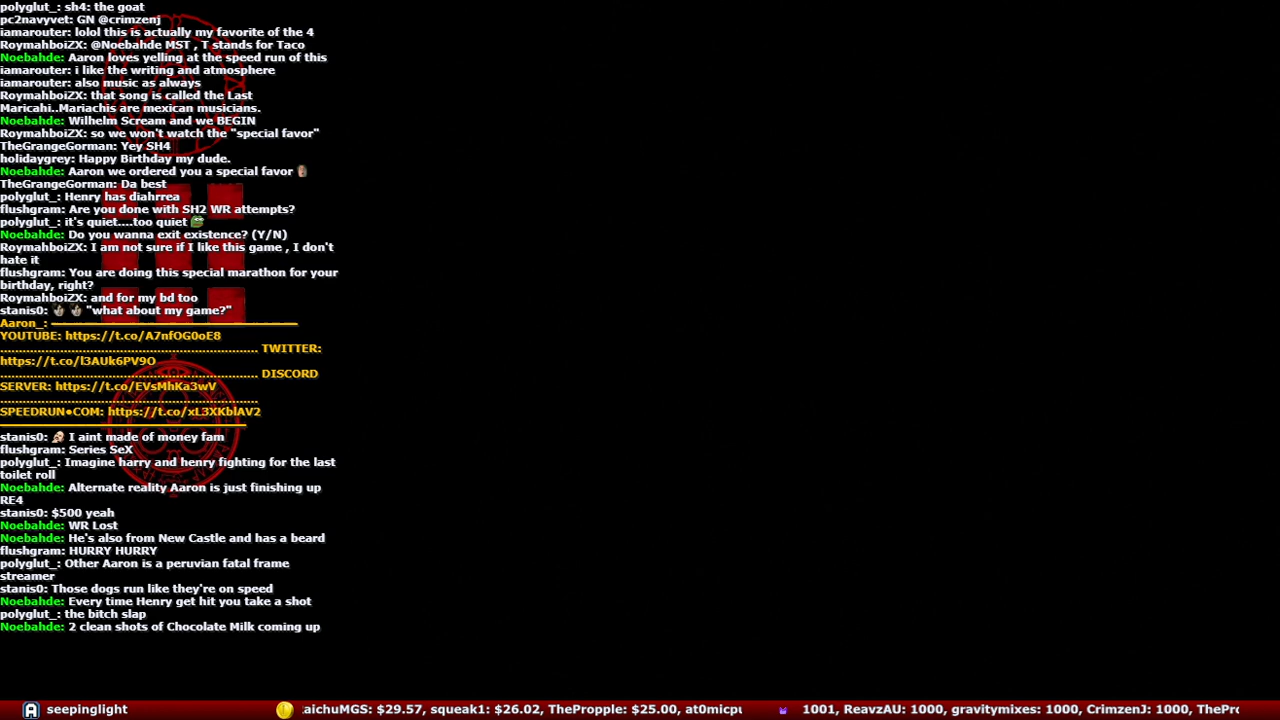 polyglut_: sh4: the goat
pc2navyvet: GN @crimzenj
iamarouter: lolol this is actually my favorite of the 4
RoymahboiZX: @Noebahde MST , T stands for Taco
Noebahde: Aaron loves yelling at the speed run of this
iamarouter: i like the writing and atmosphere
iamarouter: also music as always
RoymahboiZX: that song is called the Last
Maricahi..Mariachis are mexican musicians.
Noebahde: Wilhelm Scream and we BEGIN
RoymahboiZX: so we won't watch the "special favor"
TheGrangeGorman: Yey SH4
holidaygrey: Happy Birthday my dude.
Noebahde: Aaron we ordered you a special favor
TheGrangeGorman: Da best
polyglut_: Henry has diahrrea
flushgram: Are you done with SH2 WR attempts?
polyglut_: it's quiet....too quiet
Noebahde: Do you wanna exit existence? (Y/N)
RoymahboiZX: I am not sure if I like this game , I don't
hate it
flushgram: You are doing this special marathon for your
birthday, right?
RoymahboiZX: and for my bd too
stanis0: "what about my game?"
Aaron_:
YOUTUBE: https://t.co/A7nfOG0oE8
TWITTER:
https://t.co/l3AUk6PV9O
DISCORD
SERVER: https://t.co/EVsMhKa3wV
SPEEDRUN●COM: https://t.co/xL3XKblAV2
stanis0: I aint made of money fam
flushgram: Series SeX
polyglut_: Imagine harry and henry fighting for the last
toilet roll
Noebahde: Alternate reality Aaron is just finishing up
RE4
stanis0: $500 yeah
Noebahde: WR Lost
Noebahde: He's also from New Castle and has a beard
flushgram: HURRY HURRY
polyglut_: Other Aaron is a peruvian fatal frame
streamer
stanis0: Those dogs run like they're on speed
Noebahde: Every time Henry get hit you take a shot
polyglut_: the bitch slap
Noebahde: 2 clean shots of Chocolate Milk coming up
seepinglight
aichuMGS: $29.57, squeak1: $26.02, ThePropple: $25.00, at0micpu
1001, ReavzAU: 1000, gravitymixes: 1000, CrimzenJ: 1000, ThePro